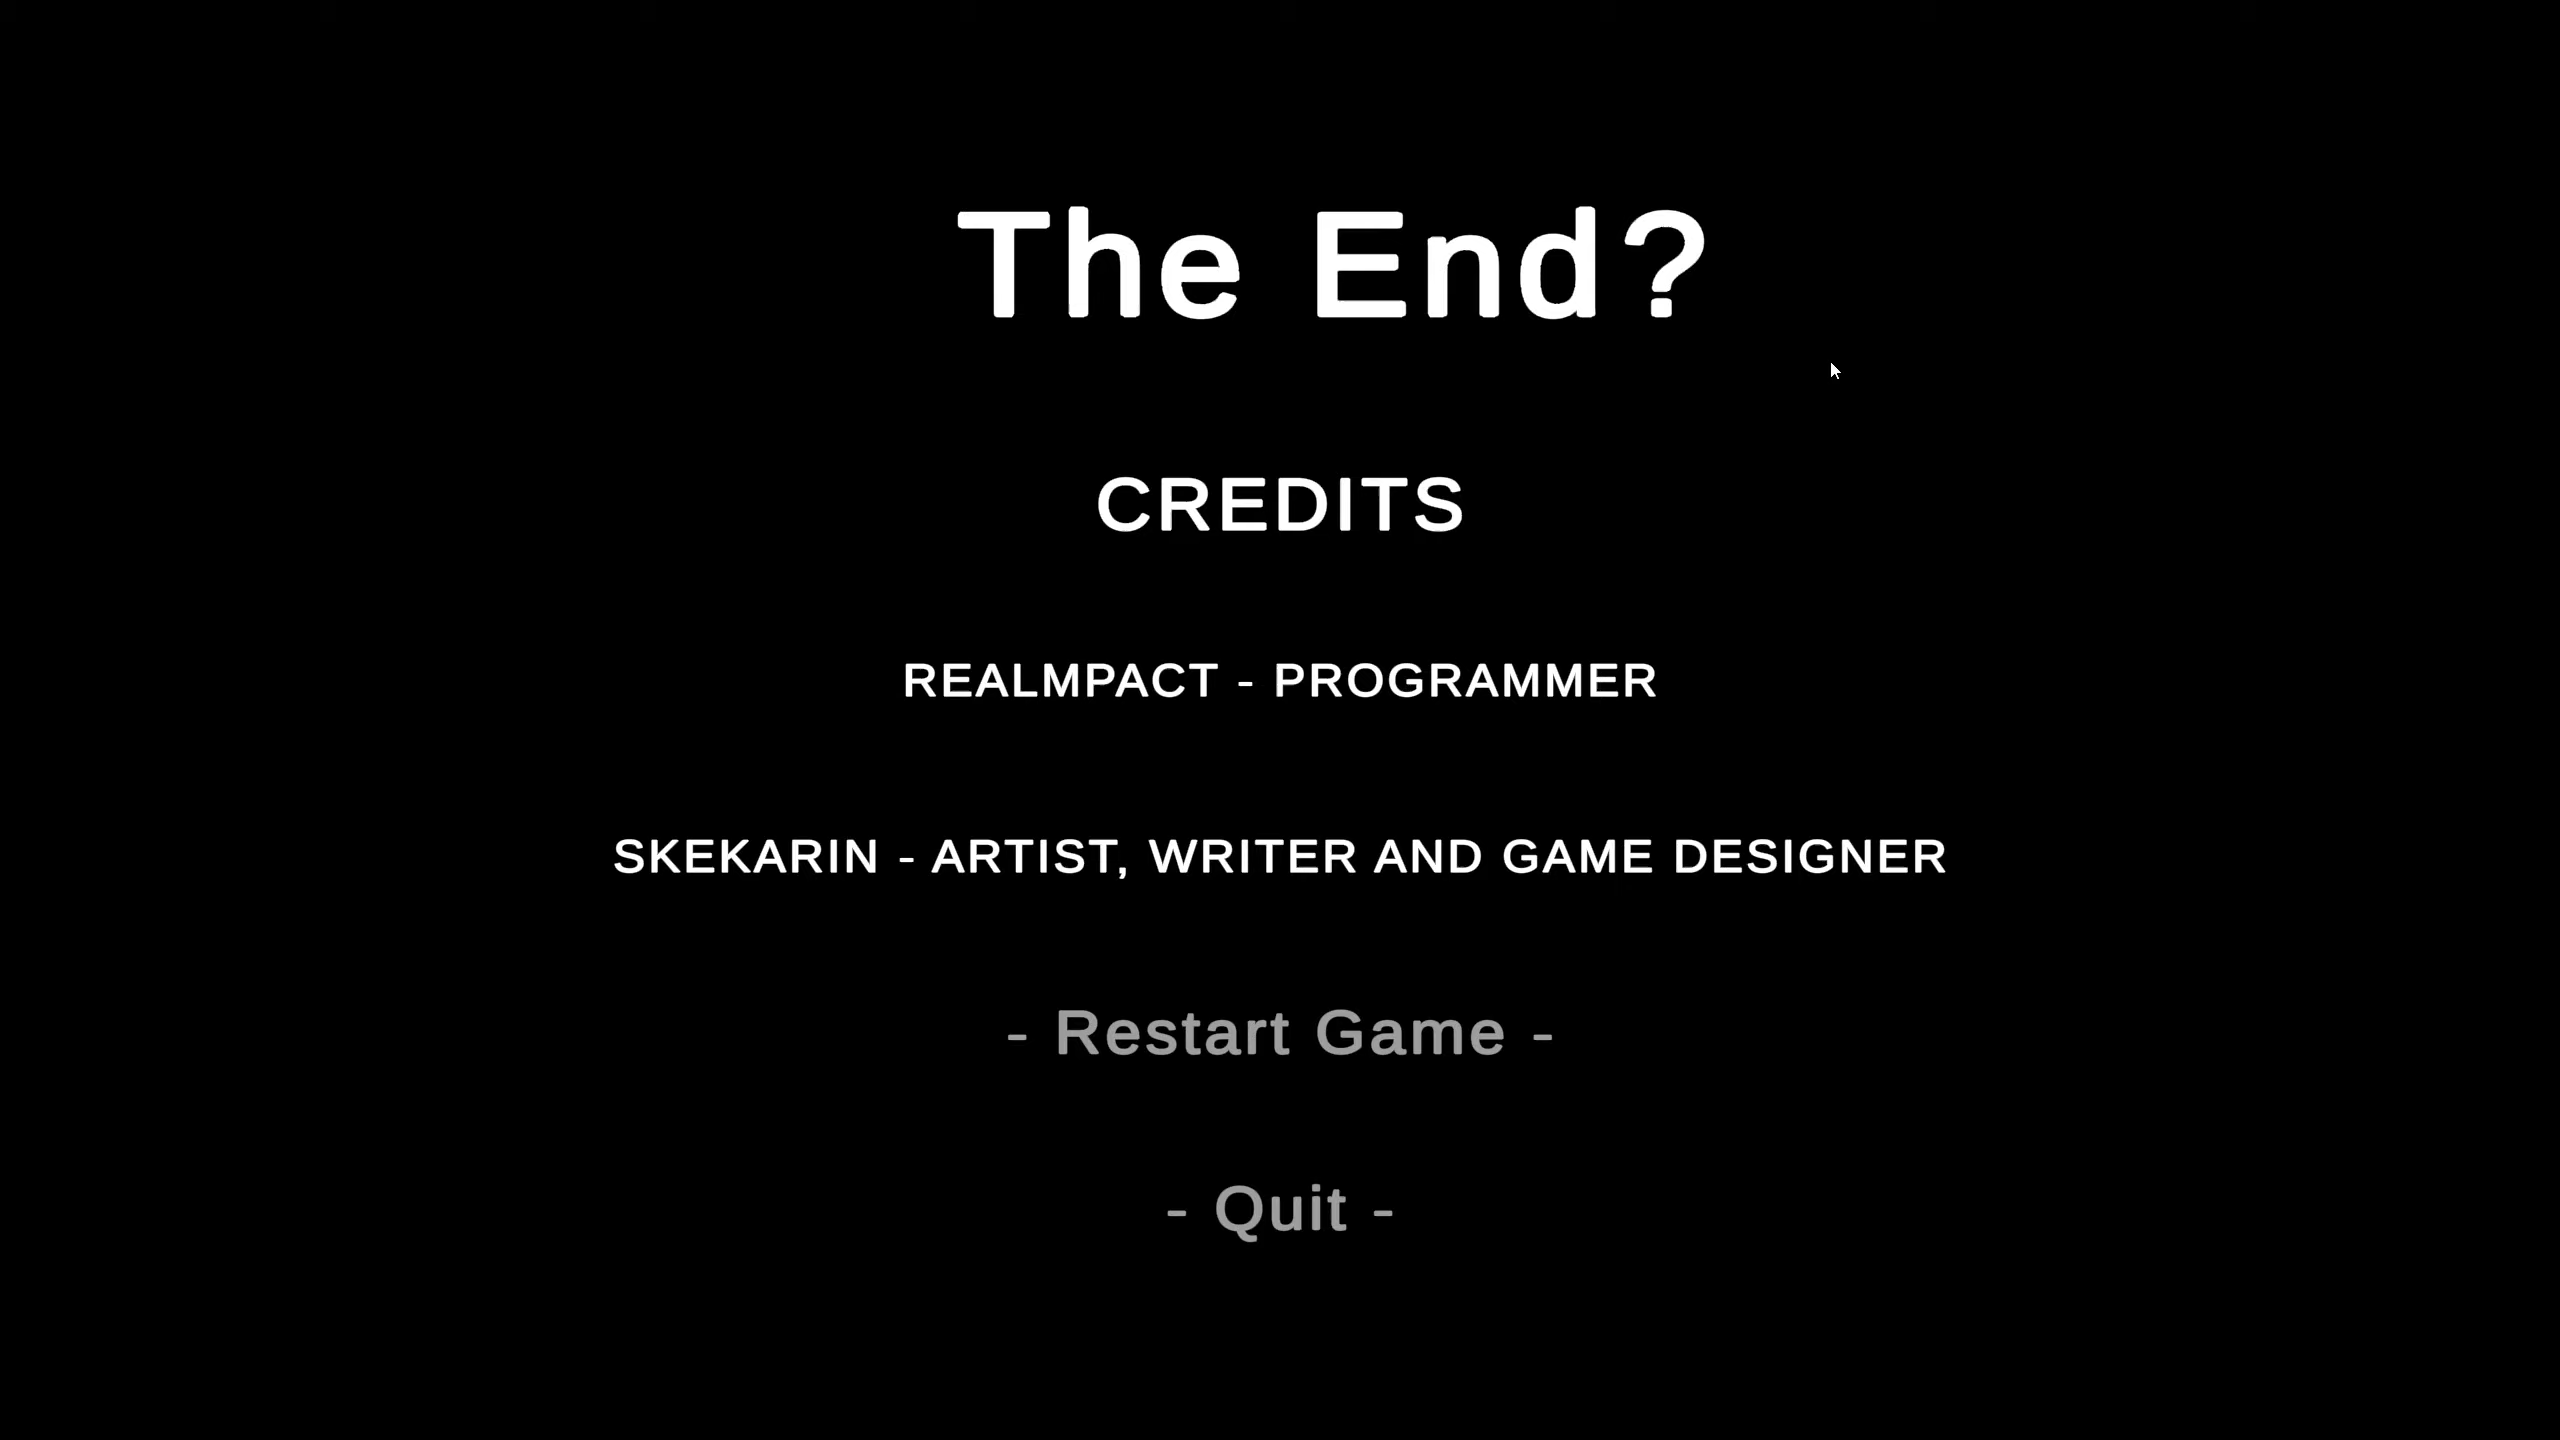 The End?
CREDITS
REALMPACT - PROGRAMMER
SKEKARIN - ARTIST, WRITER AND GAME DESIGNER
- Restart Game -
- Quit -